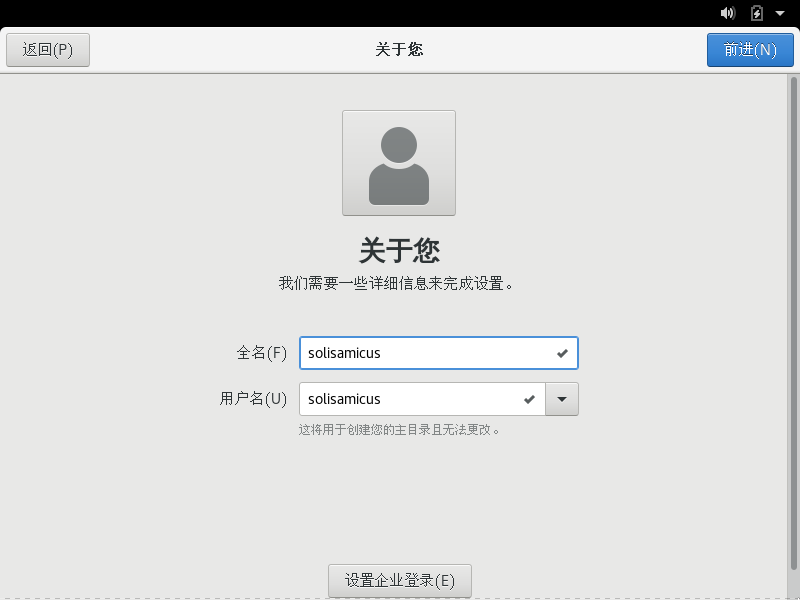 返回(P)
关于您
前进(N)
关于您
我们需要一些详细信息来完成设置。
全名(F)
solisamicus
用户名(U)
solisamicus
这将用于创建您的主目录且无法更改。
设置企业登录(E)